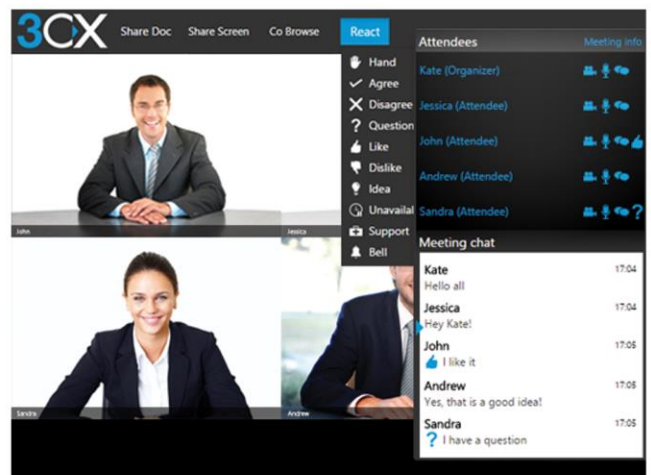 3CX
Share Doc
Share Screen
Co Browse
React
Hand
Agree
Disagree
Question
Like
Dislike
Idea
Unavailal
Support
Bell
John
Jessica
Sandra
Andrew
Attendees
Meeting info
Kate (Organizer)
Jessica (Attendee)
John (Attendee)
Andrew (Attendee)
Sandra (Attendee)
?
Meeting chat
Kate 17:04
Hello all
Jessica 17:04
Hey Kate!
John 17:05
I like it
Andrew 17:05
Yes, that is a good idea!
Sandra 17:05
? I have a question